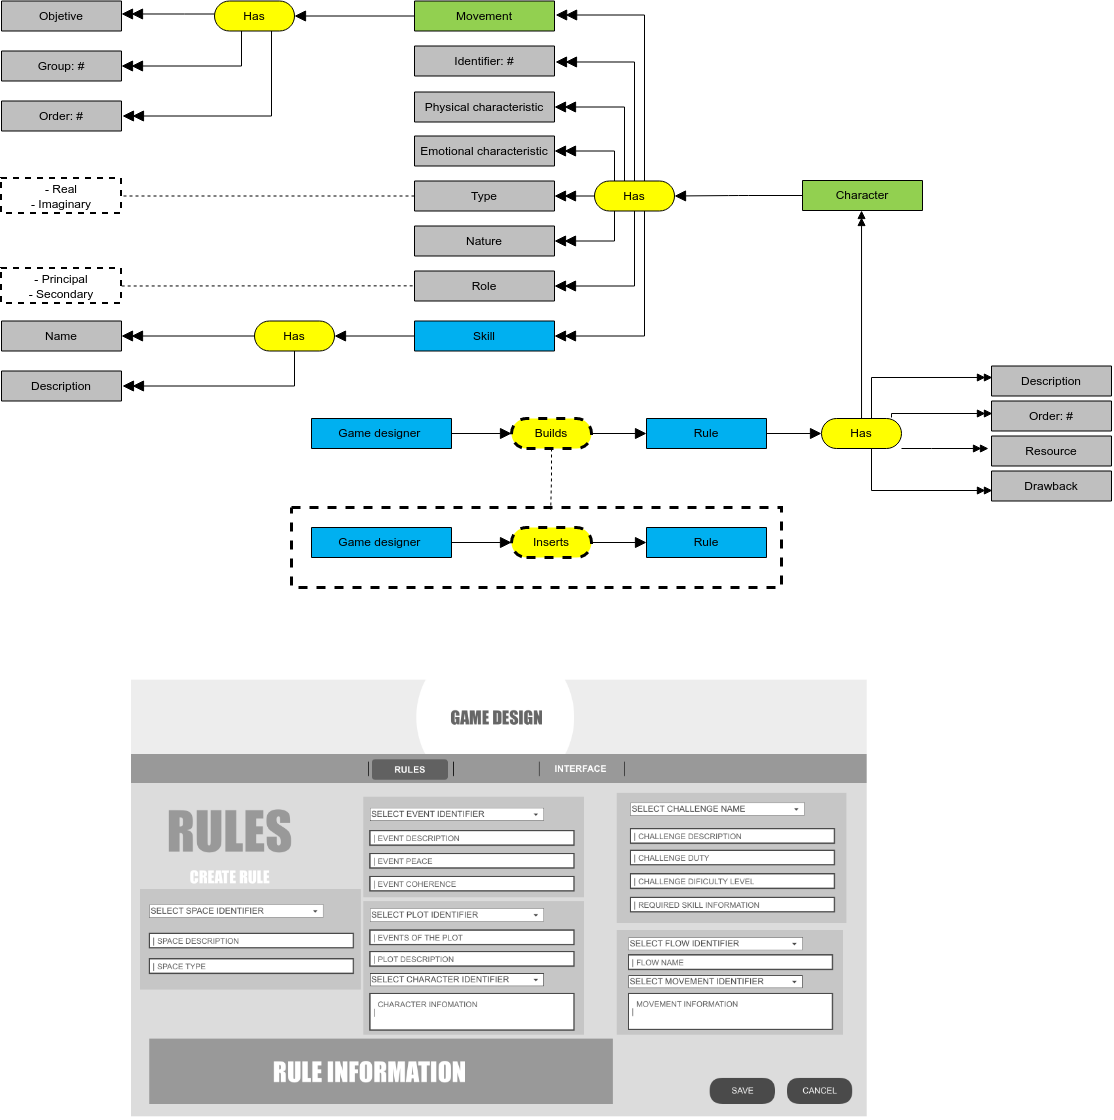 Objetive
Has
Movement
Group: #
Identifier: #
Order: #
Physical characteristic
Emotional characteristic
- Real
- Imaginary
Type
Has
Character
Nature
- Principal
- Secondary
Role
Name
Has
Skill
Description
Description
Order: #
Resource
Drawback
Game designer
Builds
Rule
Has
Game designer
Inserts
Rule
GAME DESIGN
RULES
INTERFACE
RULES
CREATE RULE
SELECT SPACE IDENTIFIER
SPACE DESCRIPTION
SPACE TYPE
SELECT EVENT IDENTIFIER
EVENT DESCRIPTION
EVENT PEACE
EVENT COHERENCE
SELECT PLOT IDENTIFIER
EVENTS OF THE PLOT
PLOT DESCRIPTION
SELECT CHARACTER IDENTIFIER
CHARACTER INFOMATION
SELECT CHALLENGE NAME
CHALLENGE DESCRIPTION
CHALLENGE DUTY
CHALLENGE DIFICULTY LEVEL
REQUIRED SKILL INFORMATION
SELECT FLOW IDENTIFIER
FLOW NAME
SELECT MOVEMENT IDENTIFIER
MOVEMENT INFORMATION
RULE INFORMATION
SAVE
CANCEL